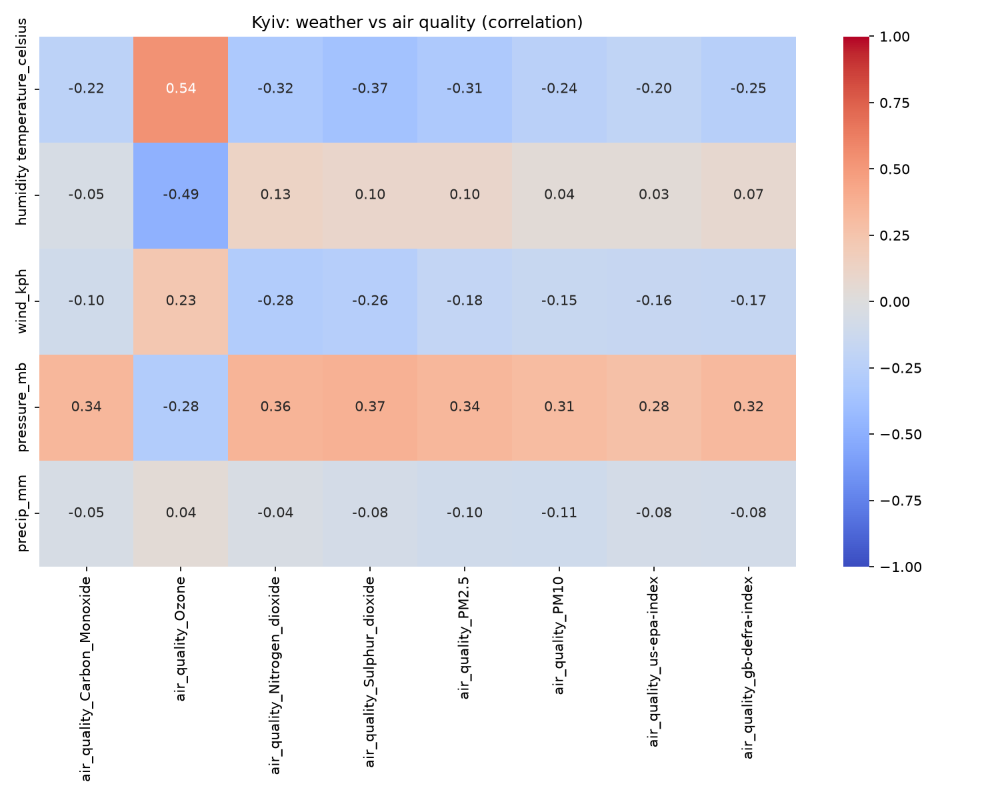 Kyiv: weather vs air quality (correlation)
temperature_celsius
-0.22 0.54 -0.32 -0.37 -0.31 -0.24 -0.20 -0.25
humidity
-0.05 -0.49 0.13 0.10 0.10 0.04 0.03 0.07
wind_kph
-0.10 0.23 -0.28 -0.26 -0.18 -0.15 -0.16 -0.17
pressure_mb
0.34 -0.28 0.36 0.37 0.34 0.31 0.28 0.32
precip_mm
-0.05 0.04 -0.04 -0.08 -0.10 -0.11 -0.08 -0.08
air_quality_Carbon_Monoxide
air_quality_Ozone
air_quality_Nitrogen_dioxide
air_quality_Sulphur_dioxide
air_quality_PM2.5
air_quality_PM10
air_quality_us-epa-index
air_quality_gb-defra-index
1.00
0.75
0.50
0.25
0.00
−0.25
−0.50
−0.75
−1.00